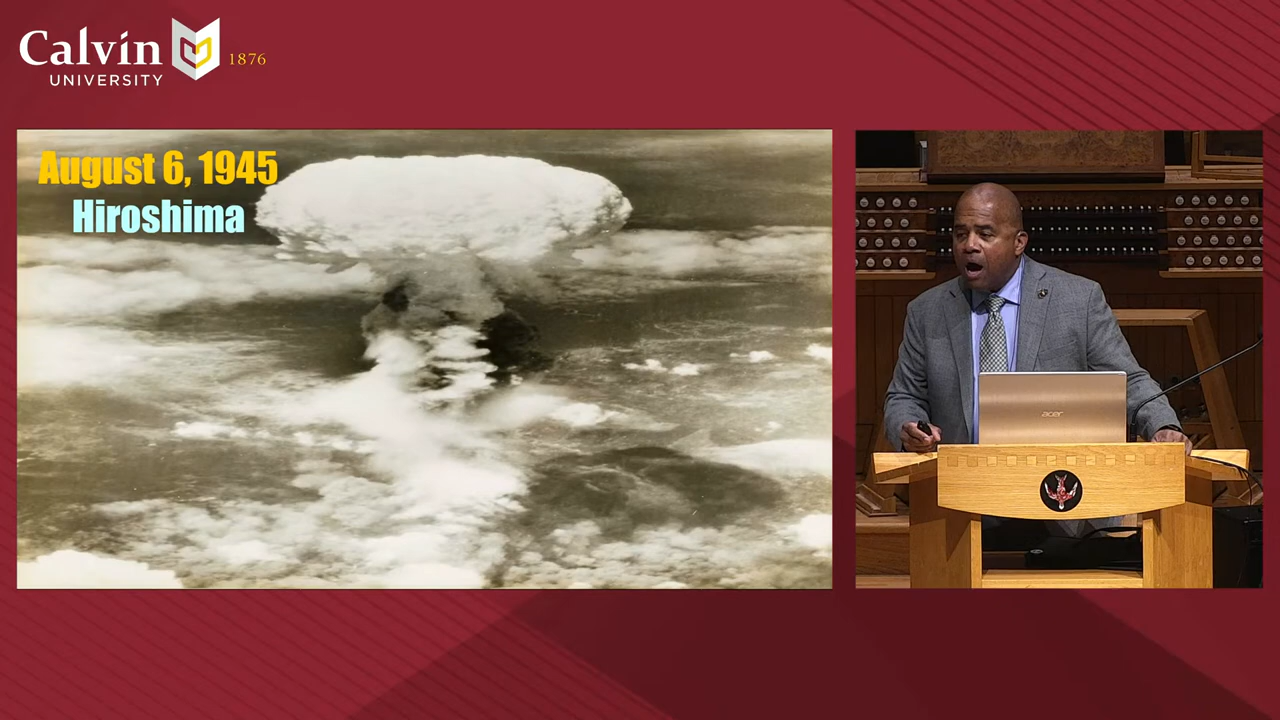 Calvin
UNIVERSITY
1876
August 6, 1945
Hiroshima
acer